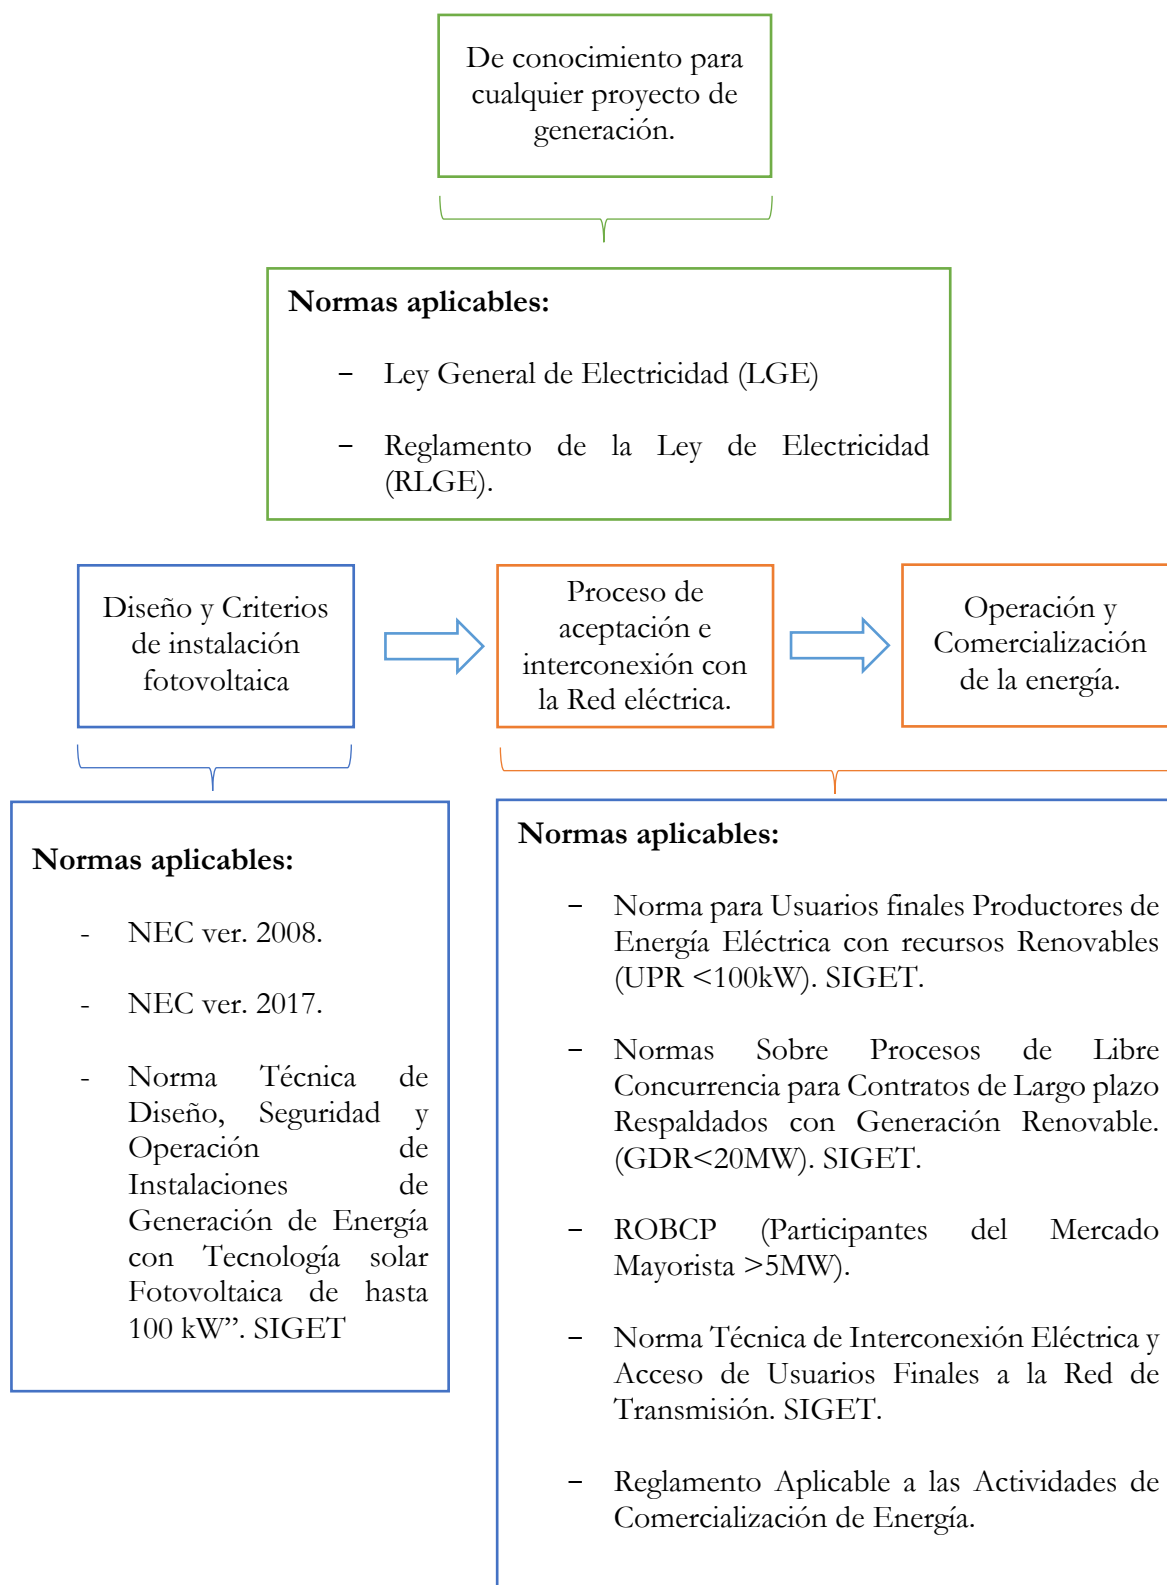 De conocimiento para
cualquier proyecto de
generación.
Normas aplicables:
− Ley General de Electricidad (LGE)
− Reglamento de la Ley de Electricidad
(RLGE).
Diseño y Criterios
de instalación
fotovoltaica
Proceso de
aceptación e
interconexión con
la Red eléctrica.
Operación y
Comercialización
de la energía.
Normas aplicables:
- NEC ver. 2008.
- NEC ver. 2017.
- Norma Técnica de
Diseño, Seguridad y
Operación de
Instalaciones de
Generación de Energía
con Tecnología solar
Fotovoltaica de hasta
100 kW”. SIGET
Normas aplicables:
− Norma para Usuarios finales Productores de
Energía Eléctrica con recursos Renovables
(UPR <100kW). SIGET.
− Normas Sobre Procesos de Libre
Concurrencia para Contratos de Largo plazo
Respaldados con Generación Renovable.
(GDR<20MW). SIGET.
− ROBCP (Participantes del Mercado
Mayorista >5MW).
− Norma Técnica de Interconexión Eléctrica y
Acceso de Usuarios Finales a la Red de
Transmisión. SIGET.
− Reglamento Aplicable a las Actividades de
Comercialización de Energía.